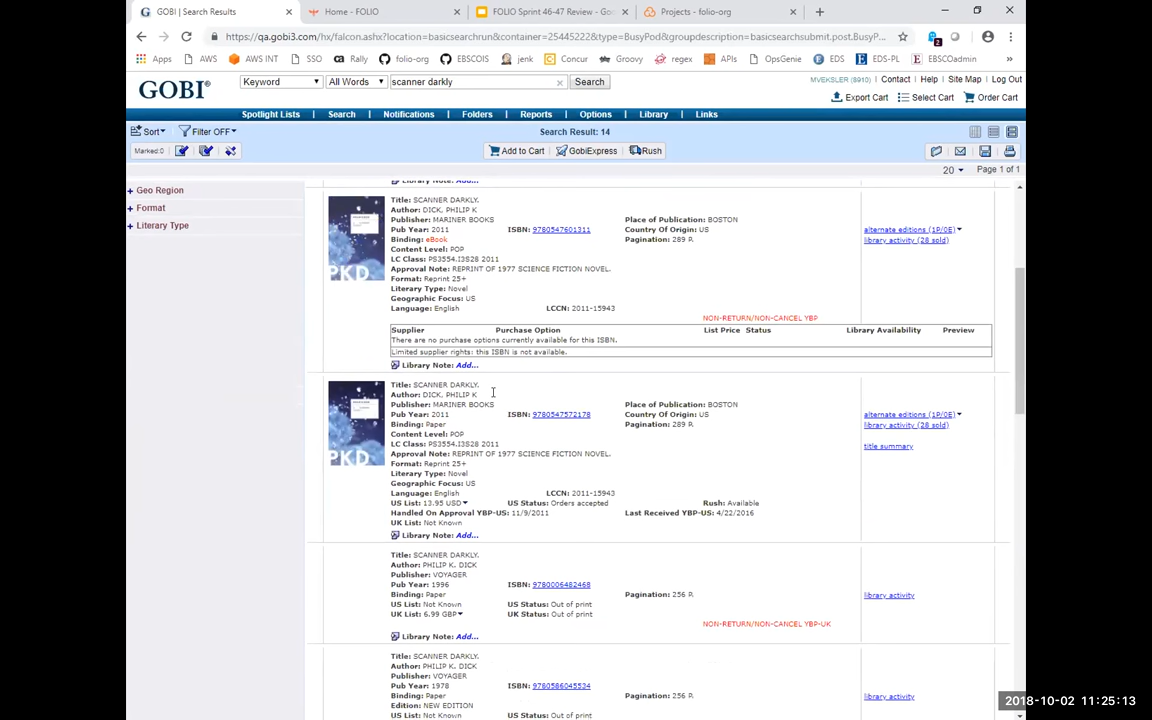 GOBI | Search Results
Home - FOLIO
FOLIO Sprint 46-47 Review - Go
Projects - folio-org
https://qa.gobi3.com/hx/falcon.ashx?location=basicsearchrun&container=25445222&type=BusyPod&groupdescription=basicsearchsubmit.post.BusyP...
2
Apps AWS AWS INT SSO Rally folio-org EBSCOIS jenk Concur Groovy regex APIs OpsGenie EDS EDS-PL EBSCOadmin »
GOBI®
Keyword All Words scanner darkly Search
MVEKSLER (8910) Contact Help Site Map Log Out
Export Cart Select Cart Order Cart
Spotlight Lists Search Notifications Folders Reports Options Library Links
Sort Filter OFF Search Result: 14
Marked:0 Add to Cart GobiExpress Rush
20 Page 1 of 1
Geo Region
Format
Literary Type
Library Note: Add...
PKD
Title: SCANNER DARKLY.
Author: DICK, PHILIP K
Publisher: MARINER BOOKS Place of Publication: BOSTON
Pub Year: 2011 ISBN: 9780547601311 Country Of Origin: US alternate editions (1P/0E)
Binding: eBook Pagination: 289 P. library activity (28 sold)
Content Level: POP
LC Class: PS3554.I3S28 2011
Approval Note: REPRINT OF 1977 SCIENCE FICTION NOVEL.
Format: Reprint 25+
Literary Type: Novel
Geographic Focus: US
Language: English LCCN: 2011-15943
NON-RETURN/NON-CANCEL YBP
Supplier Purchase Option List Price Status Library Availability Preview
There are no purchase options currently available for this ISBN.
Limited supplier rights: this ISBN is not available.
Library Note: Add...
PKD
Title: SCANNER DARKLY.
Author: DICK, PHILIP K
Publisher: MARINER BOOKS Place of Publication: BOSTON
Pub Year: 2011 ISBN: 9780547572178 Country Of Origin: US alternate editions (1P/0E)
Binding: Paper Pagination: 289 P. library activity (28 sold)
Content Level: POP
LC Class: PS3554.I3S28 2011 title summary
Approval Note: REPRINT OF 1977 SCIENCE FICTION NOVEL.
Format: Reprint 25+
Literary Type: Novel
Geographic Focus: US
Language: English LCCN: 2011-15943
US List: 13.95 USD US Status: Orders accepted Rush: Available
Handled On Approval YBP-US: 11/9/2011 Last Received YBP-US: 4/22/2016
UK List: Not Known
Library Note: Add...
Title: SCANNER DARKLY.
Author: PHILIP K. DICK
Publisher: VOYAGER
Pub Year: 1996 ISBN: 9780006482468
Binding: Paper Pagination: 256 P. library activity
US List: Not Known US Status: Out of print
UK List: 6.99 GBP UK Status: Out of print
NON-RETURN/NON-CANCEL YBP-UK
Library Note: Add...
Title: SCANNER DARKLY.
Author: PHILIP K. DICK
Publisher: VOYAGER
Pub Year: 1978 ISBN: 9780586045534
Binding: Paper Pagination: 256 P. library activity
Edition: NEW EDITION
US List: Not Known US Status: Out of print
2018-10-02 11:25:13